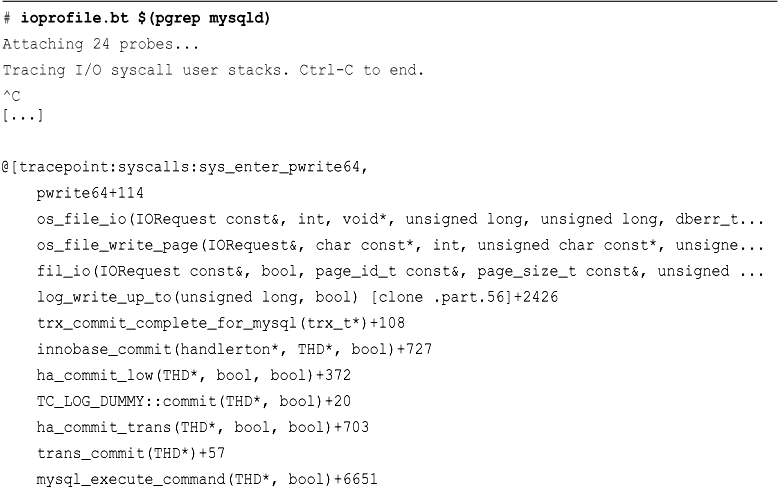 # ioprofile.bt $(pgrep mysqld)
Attaching 24 probes...
Tracing I/O syscall user stacks. Ctrl-C to end.
^C
[...]
@[tracepoint:syscalls:sys_enter_pwrite64,
pwrite64+114
os_file_io(IORequest const&, int, void*, unsigned long, unsigned long, dberr_t...
os_file_write_page(IORequest&, char const*, int, unsigned char const*, unsigne...
fil_io(IORequest const&, bool, page_id_t const&, page_size_t const&, unsigned ...
log_write_up_to(unsigned long, bool) [clone .part.56]+2426
trx_commit_complete_for_mysql(trx_t*)+108
innobase_commit(handlerton*, THD*, bool)+727
ha_commit_low(THD*, bool, bool)+372
TC_LOG_DUMMY::commit(THD*, bool)+20
ha_commit_trans(THD*, bool, bool)+703
trans_commit(THD*)+57
mysql_execute_command(THD*, bool)+6651